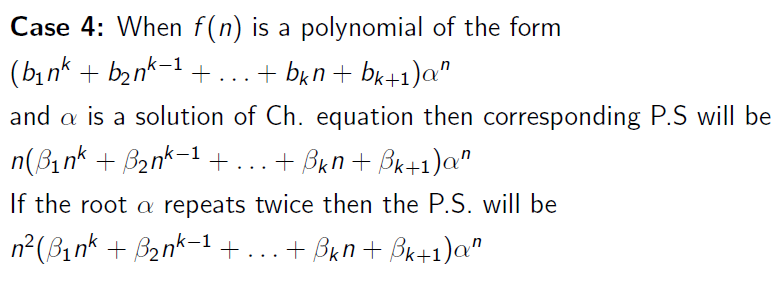 Case 4: When f(n) is a polynomial of the form
(b₁nᵏ + b₂nᵏ⁻¹ + . . . + bₖn + bₖ₊₁)αⁿ
and α is a solution of Ch. equation then corresponding P.S will be
n(β₁nᵏ + β₂nᵏ⁻¹ + . . . + βₖn + βₖ₊₁)αⁿ
If the root α repeats twice then the P.S. will be
n²(β₁nᵏ + β₂nᵏ⁻¹ + . . . + βₖn + βₖ₊₁)αⁿ